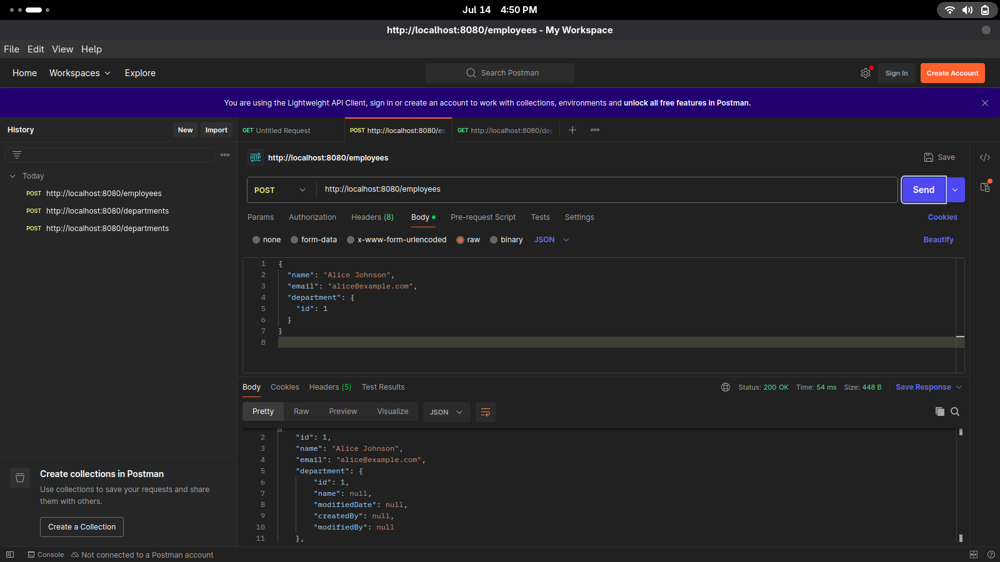 Jul 14 4:50 PM
http://localhost:8080/employees - My Workspace
File Edit View Help
Home Workspaces Explore Search Postman Sign In Create Account
You are using the Lightweight API Client, sign in or create an account to work with collections, environments and unlock all free features in Postman.
History New Import
GET Untitled Request POST http://localhost:8080/en GET http://localhost:8080/dep
HTTP http://localhost:8080/employees Save
Today
POST http://localhost:8080/employees
POST http://localhost:8080/departments
POST http://localhost:8080/departments
POST http://localhost:8080/employees Send
Params Authorization Headers (8) Body Pre-request Script Tests Settings Cookies
none form-data x-www-form-urlencoded raw binary JSON Beautify
1 {
2 "name": "Alice Johnson",
3 "email": "alice@example.com",
4 "department": {
5 "id": 1
6 }
7 }
8
Body Cookies Headers (5) Test Results Status: 200 OK Time: 54 ms Size: 448 B Save Response
Pretty Raw Preview Visualize JSON
2 "id": 1,
3 "name": "Alice Johnson",
4 "email": "alice@example.com",
5 "department": {
6 "id": 1,
7 "name": null,
8 "modifiedDate": null,
9 "createdBy": null,
10 "modifiedBy": null
11 },
Create collections in Postman
Use collections to save your requests and share
them with others.
Create a Collection
Console Not connected to a Postman account